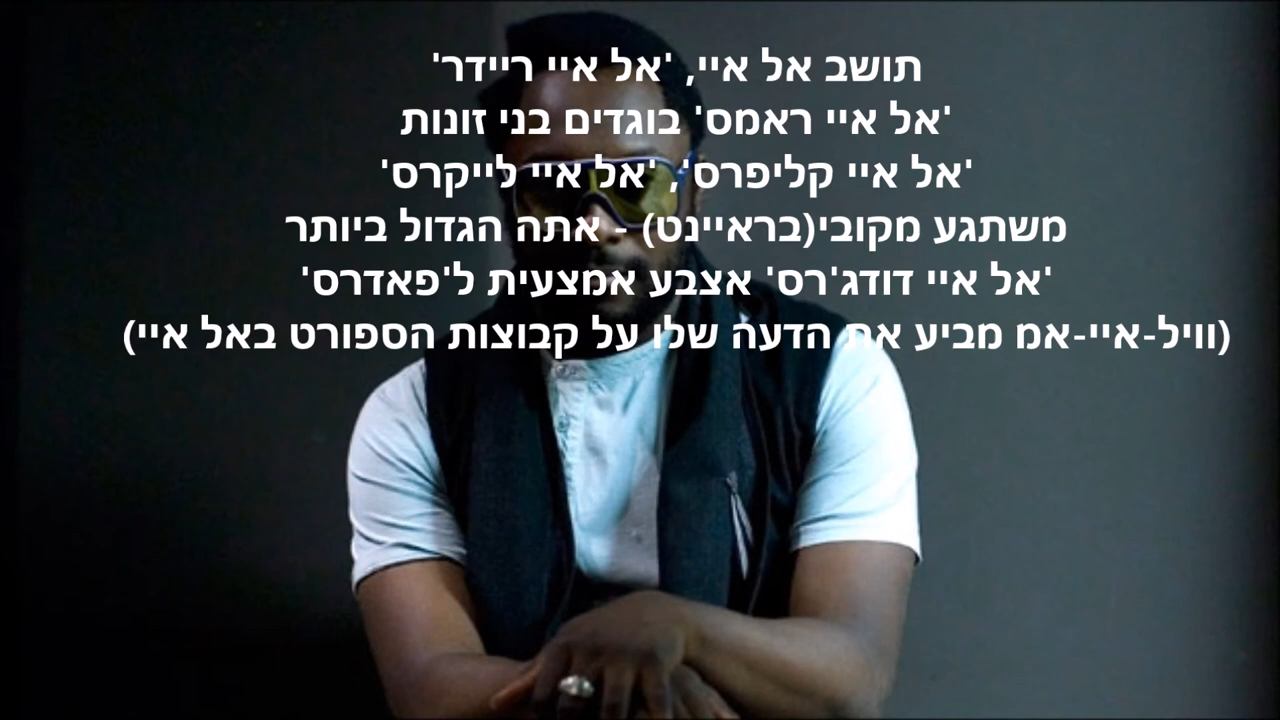 תושב אל איי, 'אל איי ריידר'
'אל איי ראמס' בוגדים בני זונות
'אל איי קליפרס', 'אל איי לייקרס'
משתגע מקובי(בראיינט) - אתה הגדול ביותר
'אל איי דודג'רס' אצבע אמצעית ל'פאדרס'
(וויל-איי-אמ מביע את הדעה שלו על קבוצות הספורט באל איי)